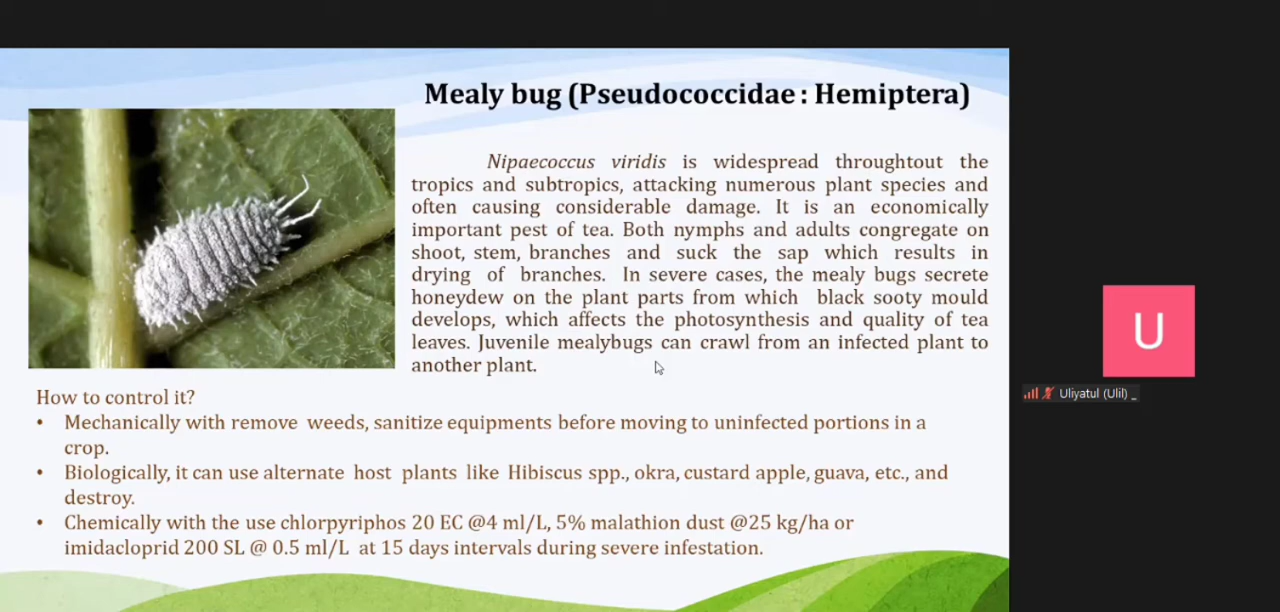 Mealy bug (Pseudococcidae : Hemiptera)
Nipaecoccus viridis is widespread throughtout the
tropics and subtropics, attacking numerous plant species and
often causing considerable damage. It is an economically
important pest of tea. Both nymphs and adults congregate on
shoot, stem, branches and suck the sap which results in
drying of branches. In severe cases, the mealy bugs secrete
honeydew on the plant parts from which black sooty mould
develops, which affects the photosynthesis and quality of tea
leaves. Juvenile mealybugs can crawl from an infected plant to
another plant.
How to control it?
• Mechanically with remove weeds, sanitize equipments before moving to uninfected portions in a
crop.
• Biologically, it can use alternate host plants like Hibiscus spp., okra, custard apple, guava, etc., and
destroy.
• Chemically with the use chlorpyriphos 20 EC @4 ml/L, 5% malathion dust @25 kg/ha or
imidacloprid 200 SL @ 0.5 ml/L at 15 days intervals during severe infestation.
U
Uliyatul (Ulil) _